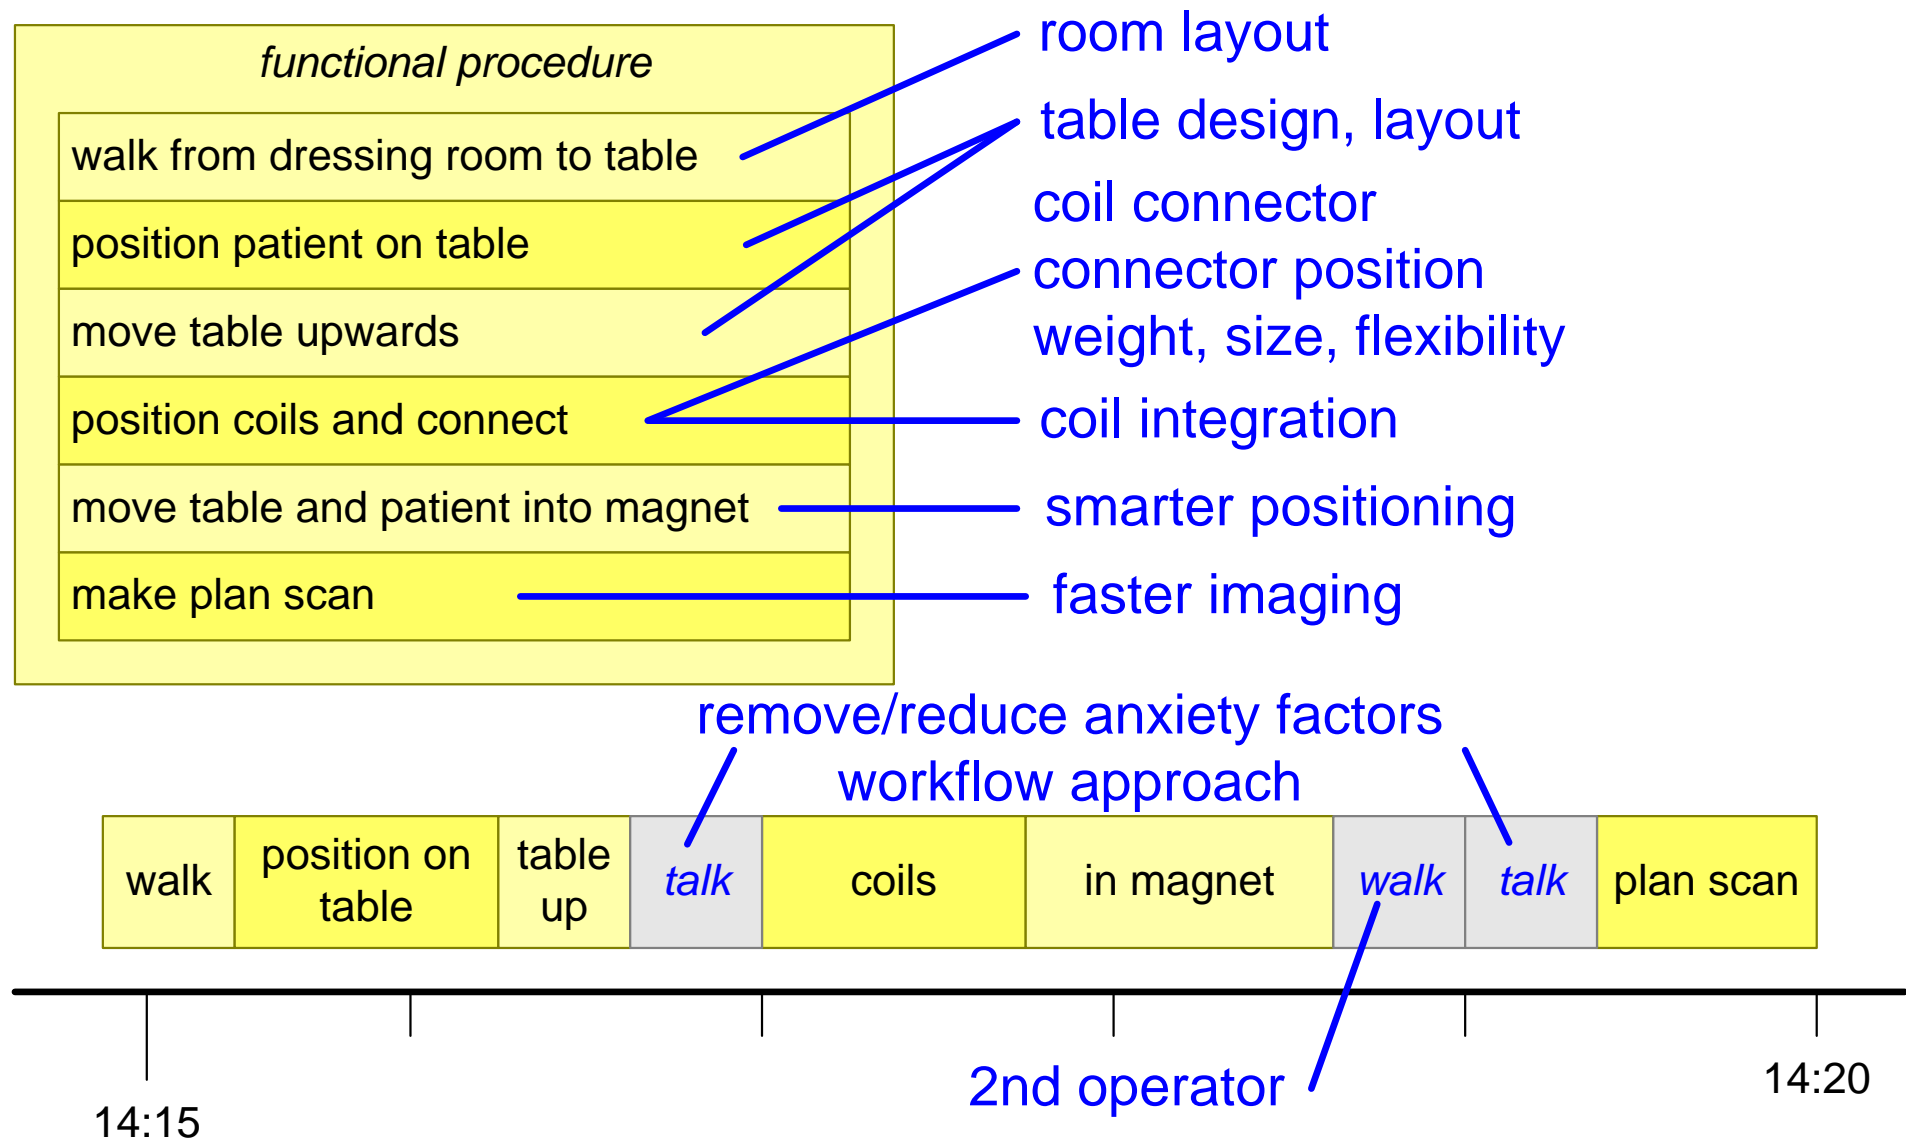 functional procedure
walk from dressing room to table
position patient on table
move table upwards
position coils and connect
move table and patient into magnet
make plan scan
room layout
table design, layout
coil connector
connector position
weight, size, flexibility
coil integration
smarter positioning
faster imaging
remove/reduce anxiety factors
workflow approach
walk
position on
table
table
up
talk
coils
in magnet
walk
talk
plan scan
2nd operator
14:15
14:20